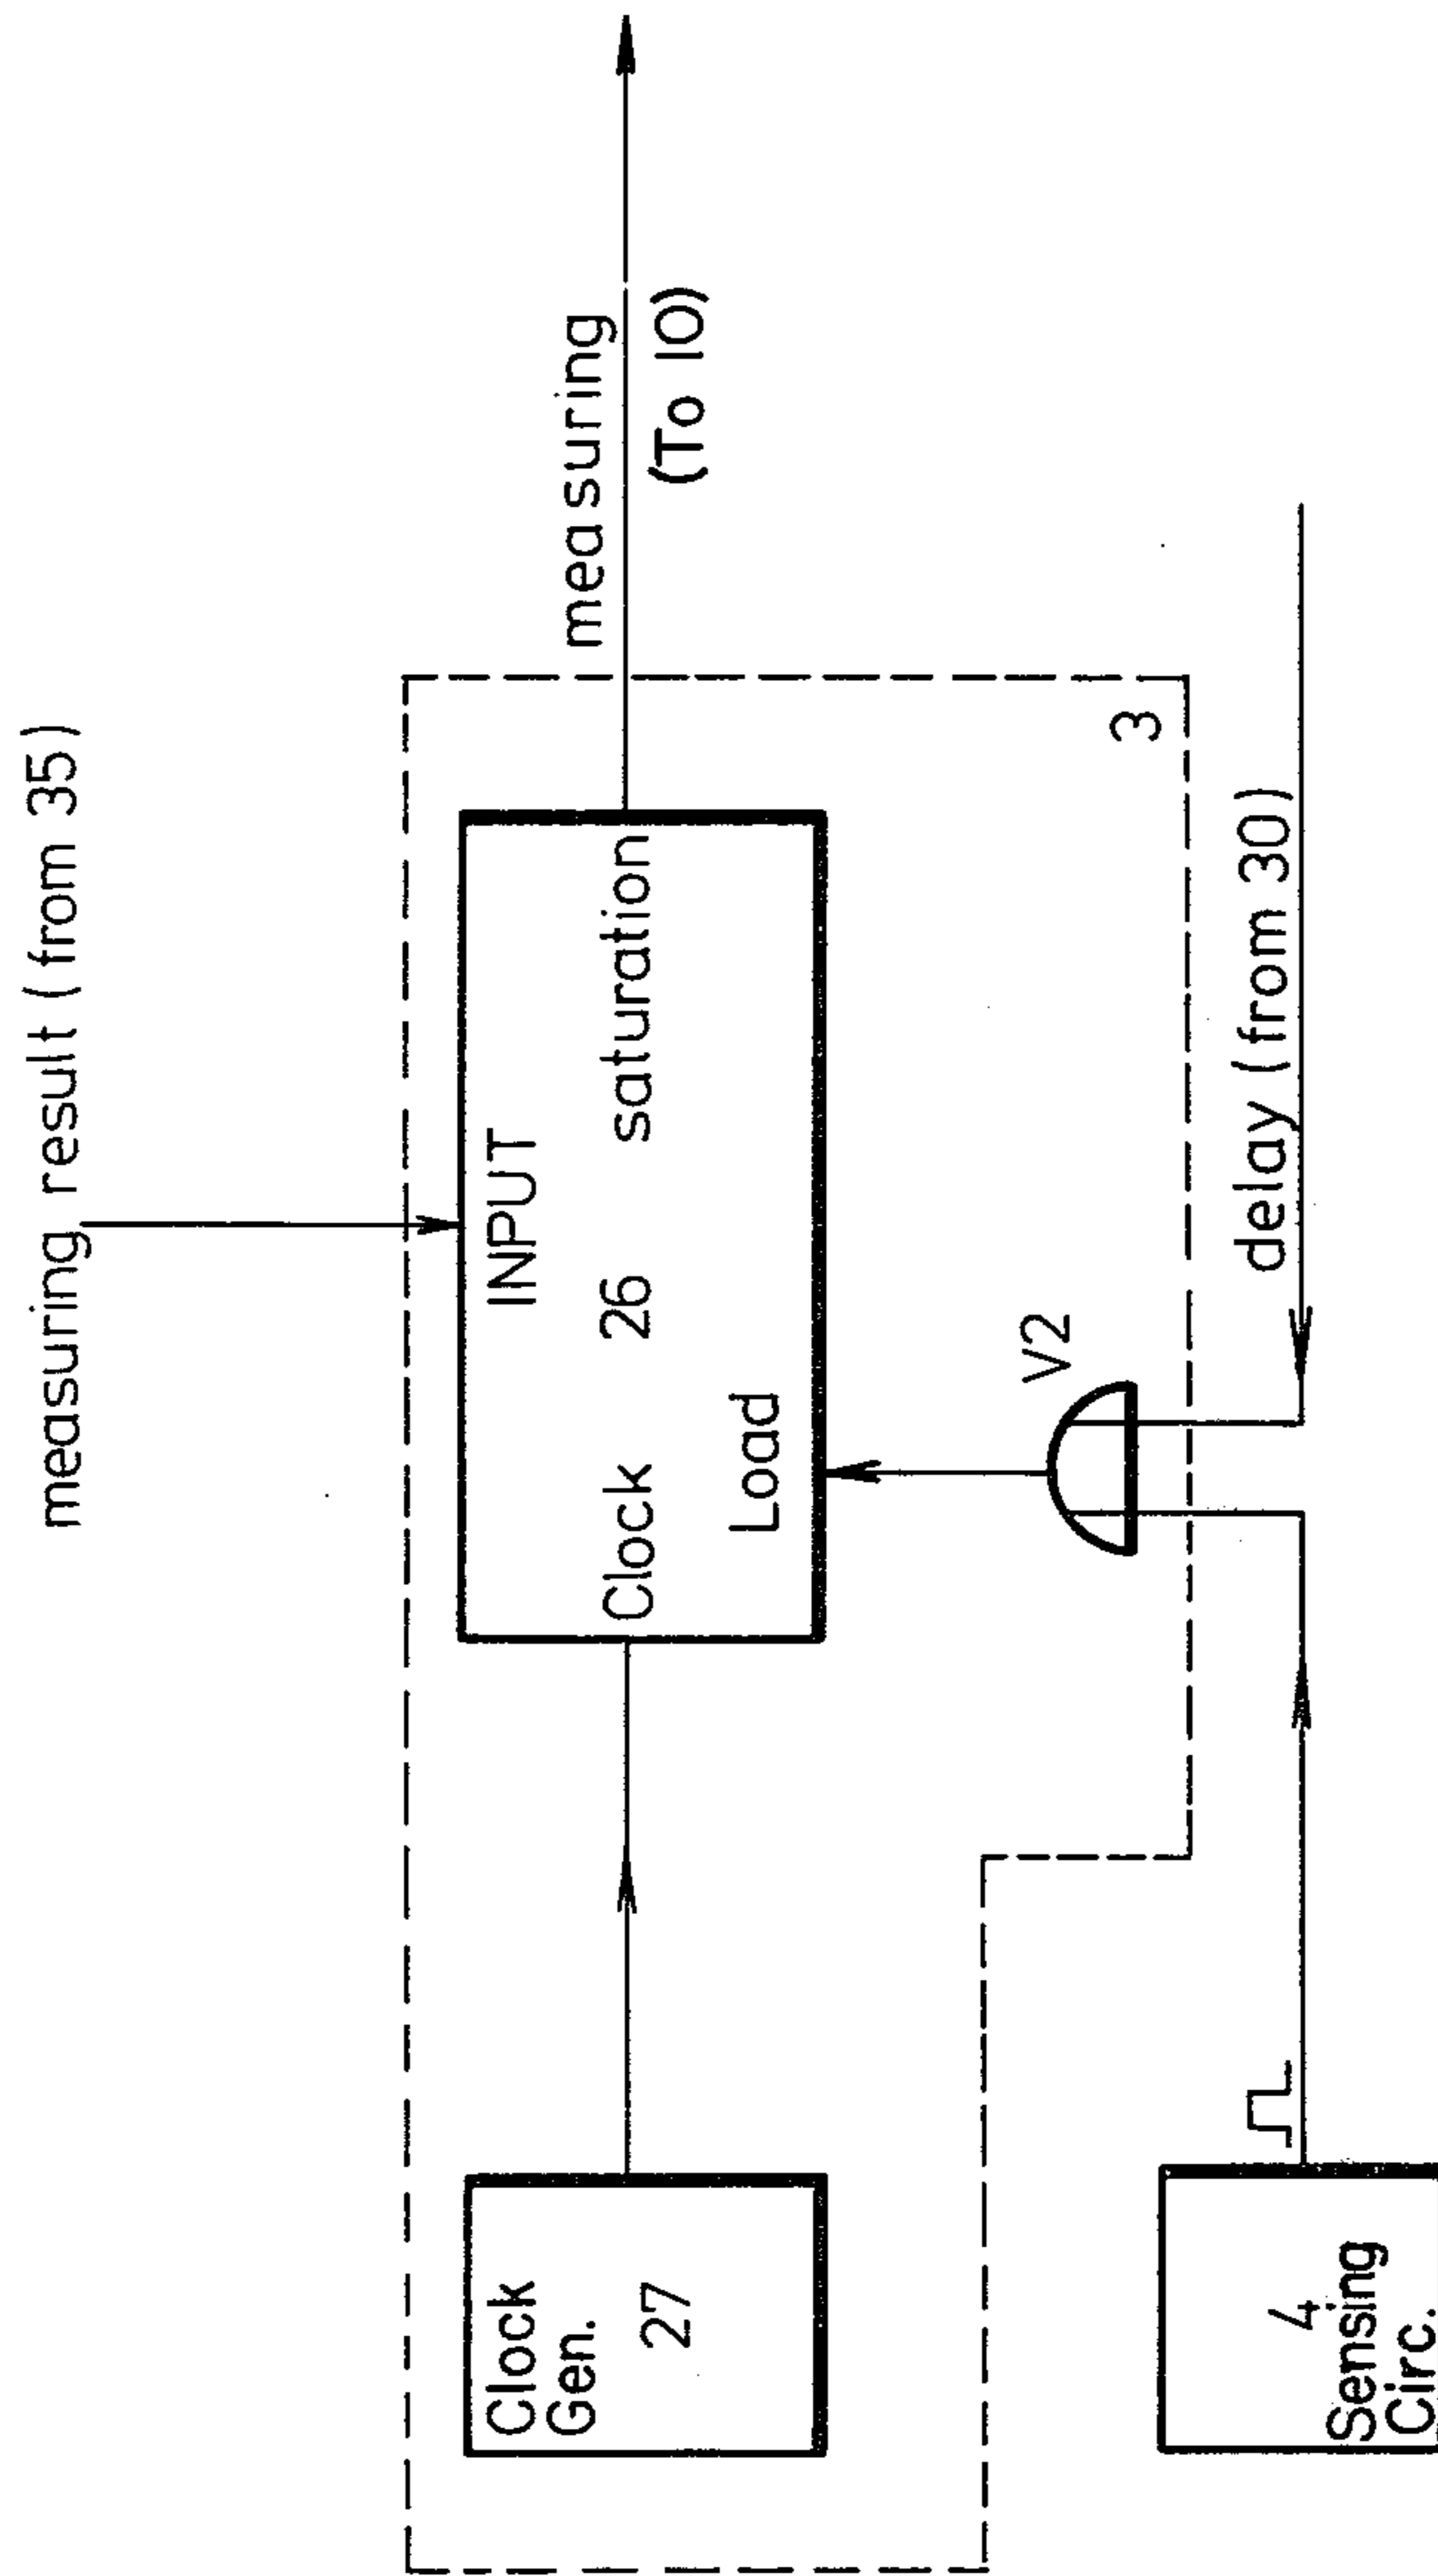 measuring result (from 35)
Clock
Gen.
27
INPUT
Clock 26 saturation
Load
measuring
(To 10)
V2
3
delay (from 30)
4
Sensing
Circ.